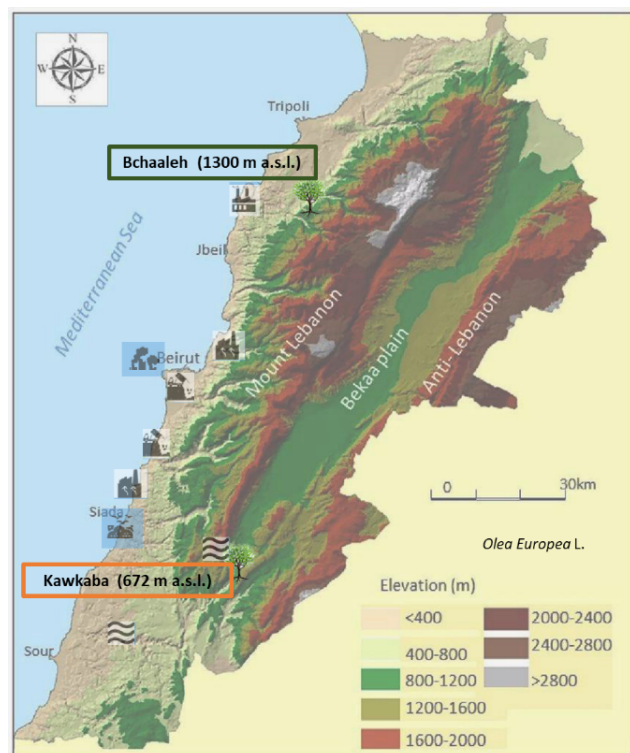 N
W E
S
Tripoli
Bchaaleh (1300 m a.s.l.)
Jbeil
Mediterranean Sea
Mount Lebanon
Bekaa plain
Anti-Lebanon
Beirut
0 30km
Siada
Olea Europea L.
Kawkaba (672 m a.s.l.)
Sour
Elevation (m)
<400
400-800
800-1200
1200-1600
1600-2000
2000-2400
2400-2800
>2800